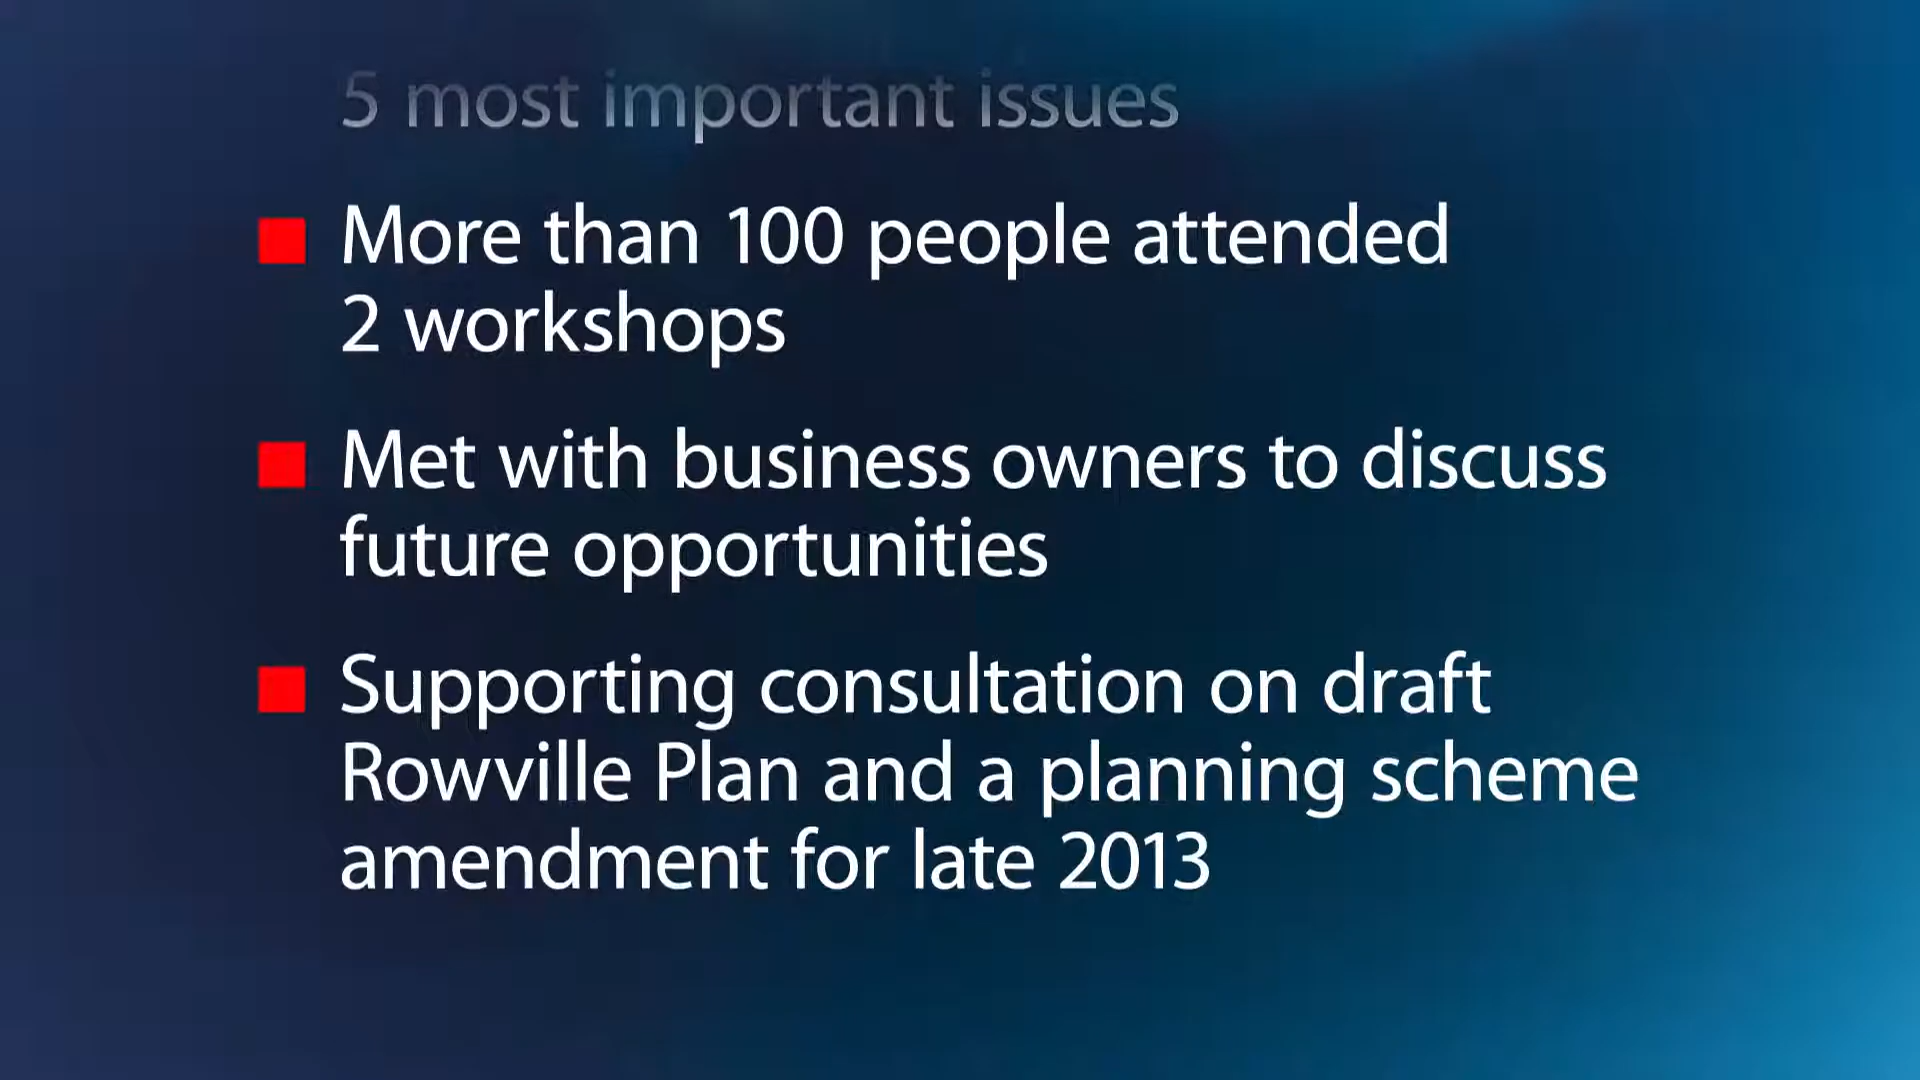 5 most important issues
More than 100 people attended
2 workshops
Met with business owners to discuss
future opportunities
Supporting consultation on draft
Rowville Plan and a planning scheme
amendment for late 2013